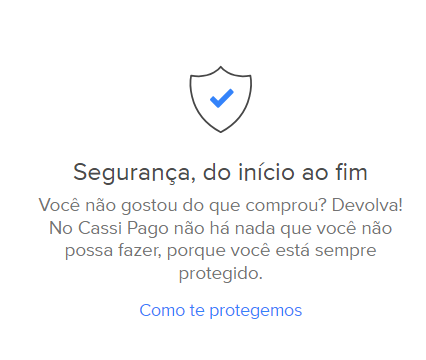 Segurança, do início ao fim
Você não gostou do que comprou? Devolva!
No Cassi Pago não há nada que você não
possa fazer, porque você está sempre
protegido.
Como te protegemos